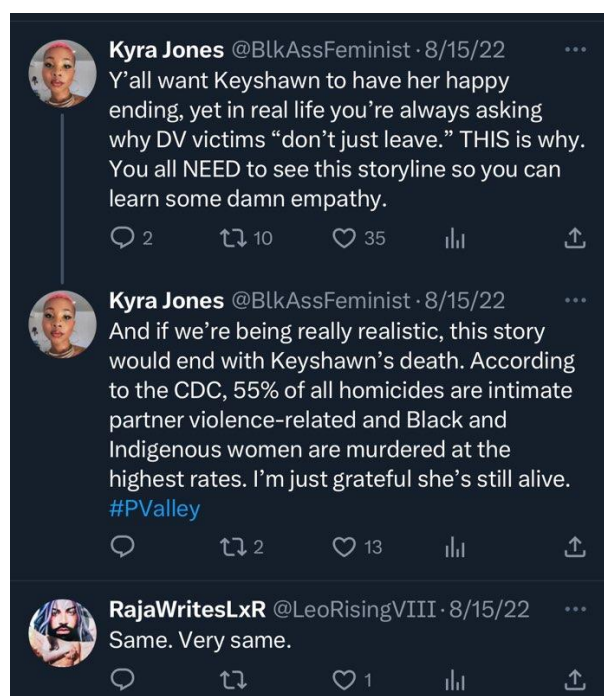 Kyra Jones @BlkAssFeminist · 8/15/22
Y'all want Keyshawn to have her happy
ending, yet in real life you're always asking
why DV victims “don't just leave.” THIS is why.
You all NEED to see this storyline so you can
learn some damn empathy.
2 10 35
Kyra Jones @BlkAssFeminist · 8/15/22
And if we're being really realistic, this story
would end with Keyshawn's death. According
to the CDC, 55% of all homicides are intimate
partner violence-related and Black and
Indigenous women are murdered at the
highest rates. I'm just grateful she's still alive.
#PValley
2 13
RajaWritesLxR @LeoRisingVIII · 8/15/22
Same. Very same.
1